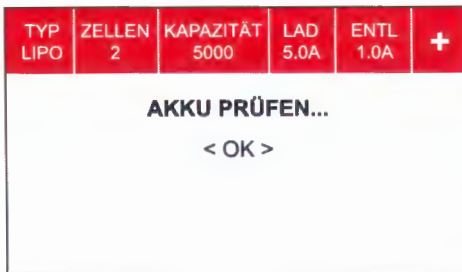 TYP ZELLEN KAPAZITÄT LAD ENTL +
LIPO 2 5000 5.0A 1.0A
AKKU PRÜFEN...
< OK >